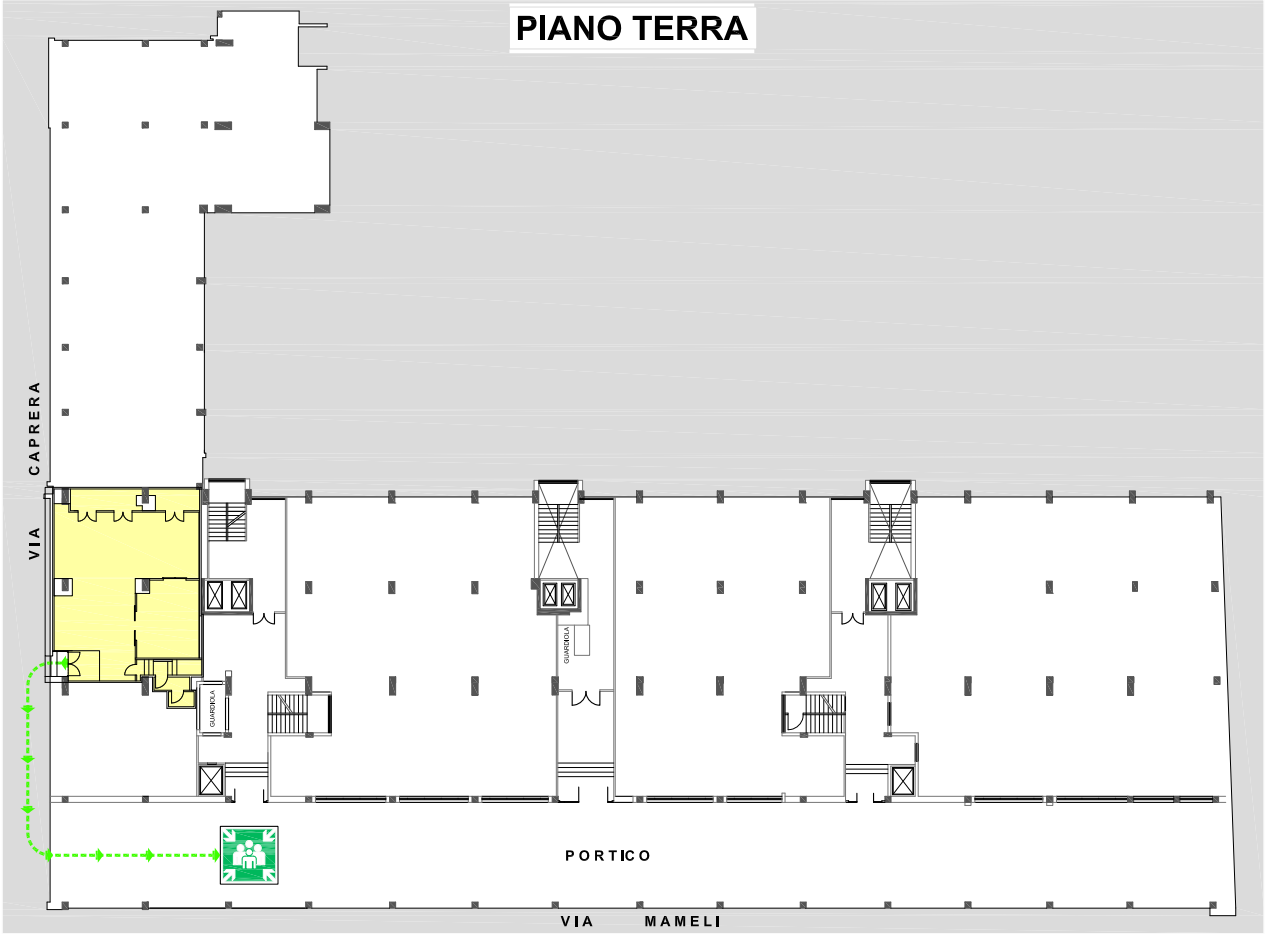 PIANO TERRA
VIA CAPRERA
GUARDIOLA
GUARDIOLA
PORTICO
VIA MAMELI